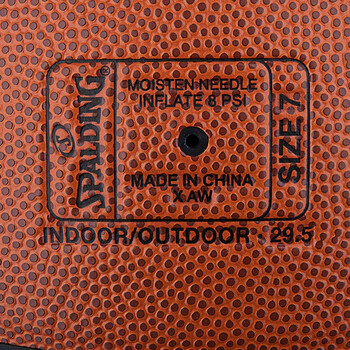 SPALDING
MOISTEN NEEDLE
INFLATE 8 PSI
MADE IN CHINA
X AW
SIZE 7
INDOOR/OUTDOOR · 29.5